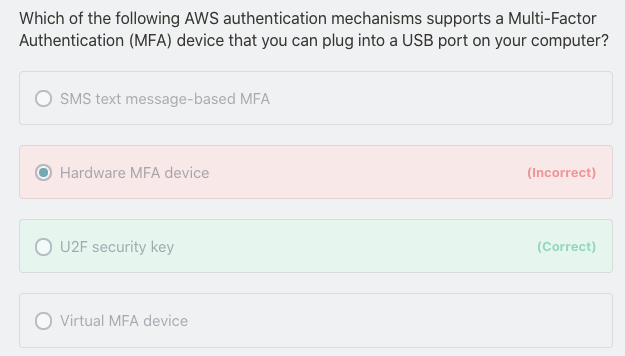 Which of the following AWS authentication mechanisms supports a Multi-Factor
Authentication (MFA) device that you can plug into a USB port on your computer?
SMS text message-based MFA
Hardware MFA device (Incorrect)
U2F security key (Correct)
Virtual MFA device